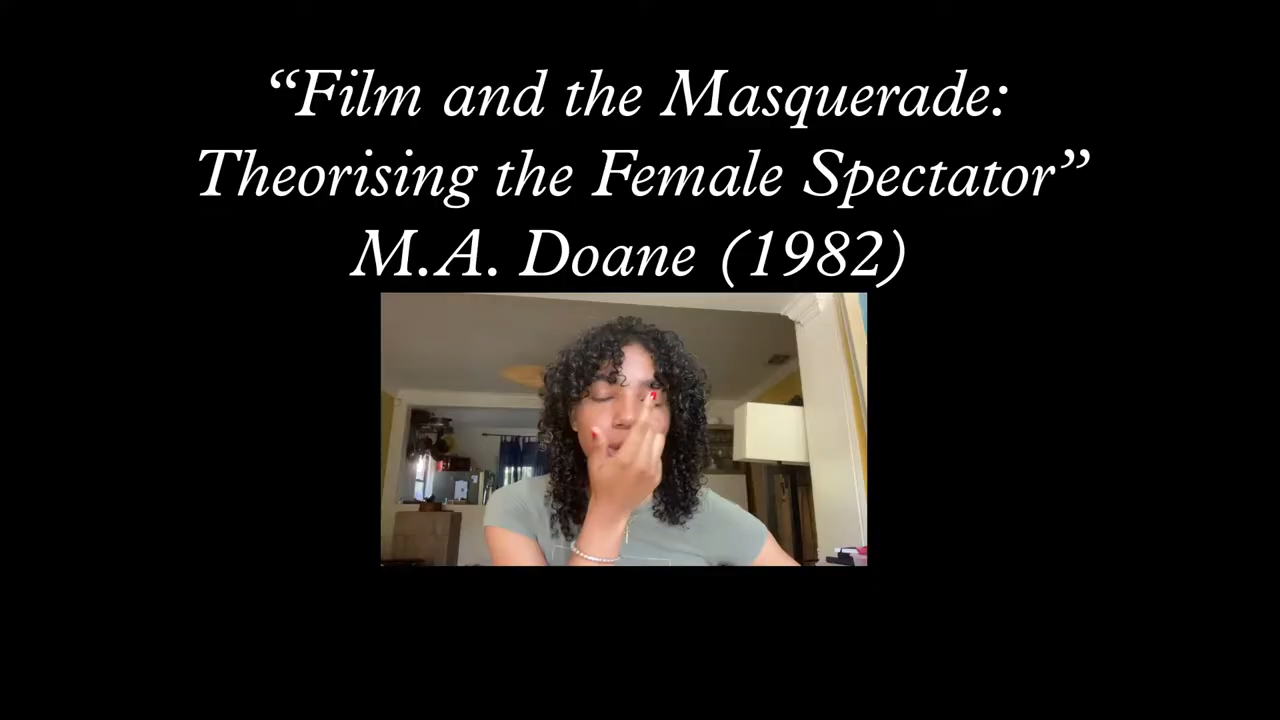 “Film and the Masquerade:
Theorising the Female Spectator”
M.A. Doane (1982)